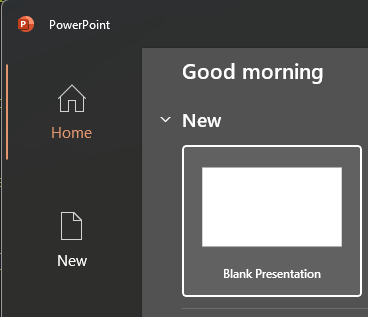 PowerPoint
Good morning
Home
New
Blank Presentation
New